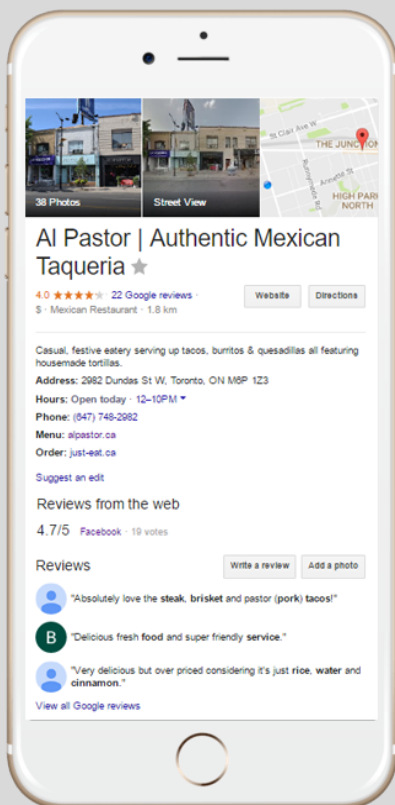 38 Photos
Street View
St Clair Ave W
THE JUNCTION
Runnymede Rd
Annette St
HIGH PARK
NORTH
Al Pastor | Authentic Mexican
Taqueria
4.0 22 Google reviews ·
$ · Mexican Restaurant · 1.8 km
Website
Directions
Casual, festive eatery serving up tacos, burritos & quesadillas all featuring
housemade tortillas.
Address: 2982 Dundas St W, Toronto, ON M6P 1Z3
Hours: Open today · 12–10PM
Phone: (647) 748-2982
Menu: alpastor.ca
Order: just-eat.ca
Suggest an edit
Reviews from the web
4.7/5 Facebook · 19 votes
Reviews
Write a review
Add a photo
"Absolutely love the steak, brisket and pastor (pork) tacos!"
B
"Delicious fresh food and super friendly service."
"Very delicious but over priced considering it's just rice, water and
cinnamon."
View all Google reviews